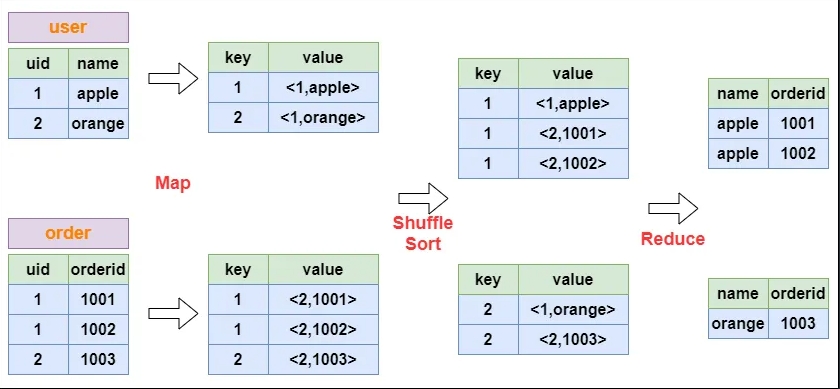 user
uid name
1 apple
2 orange
key value
1 <1,apple>
2 <1,orange>
Map
order
uid orderid
1 1001
1 1002
2 1003
key value
1 <2,1001>
1 <2,1002>
2 <2,1003>
Shuffle
Sort
key value
1 <1,apple>
1 <2,1001>
1 <2,1002>
key value
2 <1,orange>
2 <2,1003>
Reduce
name orderid
apple 1001
apple 1002
name orderid
orange 1003